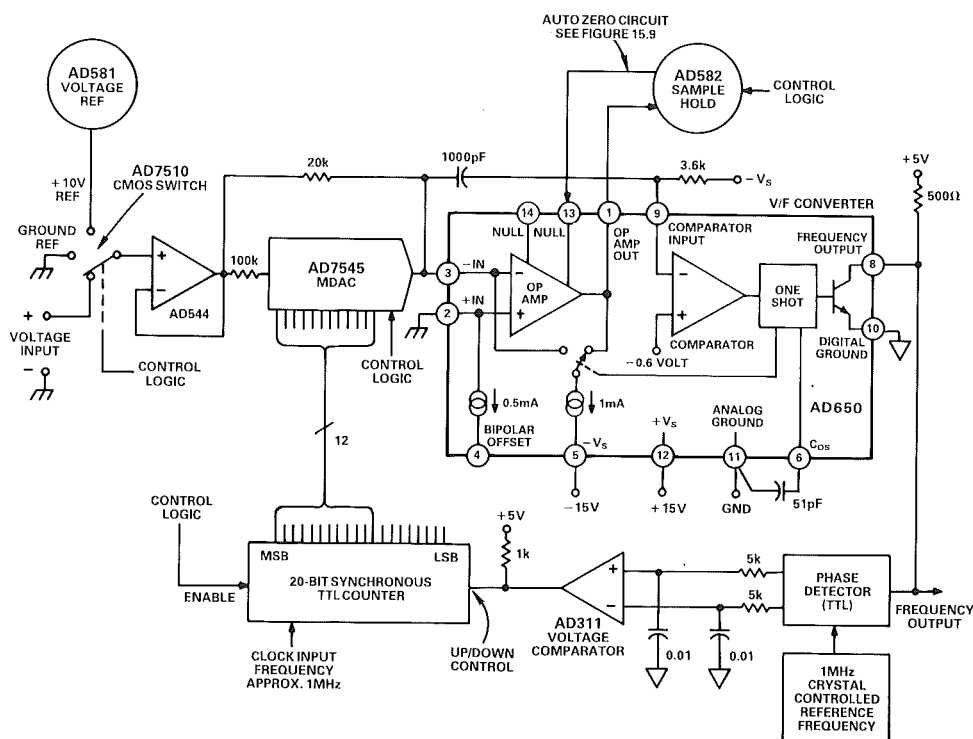 AUTO ZERO CIRCUIT
SEE FIGURE 15.9
AD581
VOLTAGE
REF
AD582
SAMPLE
HOLD
CONTROL
LOGIC
+10V
REF
AD7510
CMOS SWITCH
20k
1000pF
3.6k
−VS
+5V
500Ω
V/F CONVERTER
GROUND
REF
+
−
AD544
100k
AD7545
MDAC
VOLTAGE
INPUT
+
−
CONTROL
LOGIC
CONTROL
LOGIC
14
NULL
13
NULL
1
OP
AMP
OUT
9
COMPARATOR
INPUT
FREQUENCY
OUTPUT
8
3
−IN
2
+IN
−
OP
AMP
+
−
+
COMPARATOR
−0.6 VOLT
ONE
SHOT
10
DIGITAL
GROUND
0.5mA
1mA
BIPOLAR
OFFSET
4
−VS
5
−15V
+VS
12
+15V
ANALOG
GROUND
11
GND
COS
6
51pF
AD650
12
CONTROL
LOGIC
ENABLE
MSB
LSB
20-BIT SYNCHRONOUS
TTL COUNTER
CLOCK INPUT
FREQUENCY
APPROX. 1MHz
UP/DOWN
CONTROL
+5V
1k
+
−
AD311
VOLTAGE
COMPARATOR
5k
5k
0.01
0.01
PHASE
DETECTOR
(TTL)
FREQUENCY
OUTPUT
1MHz
CRYSTAL
CONTROLLED
REFERENCE
FREQUENCY